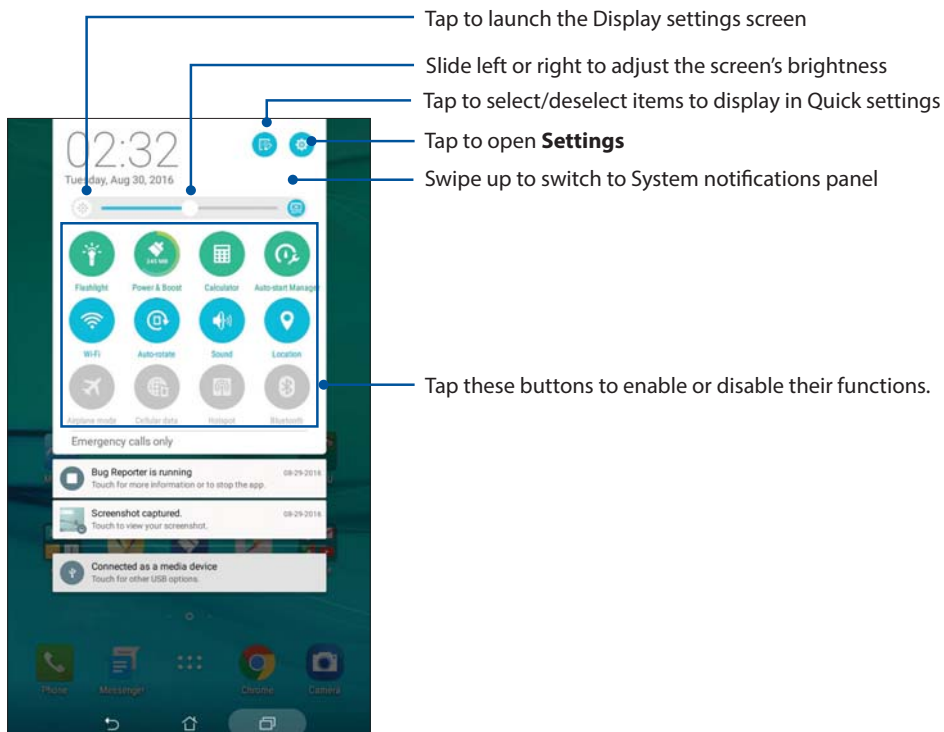 Tap to launch the Display settings screen
Slide left or right to adjust the screen's brightness
Tap to select/deselect items to display in Quick settings
Tap to open Settings
Swipe up to switch to System notifications panel
Tap these buttons to enable or disable their functions.
02:32
Tuesday, Aug 30, 2016
245 MB
Flashlight Power & Boost Calculator Auto-start Manager
Wi-Fi Auto-rotate Sound Location
Airplane mode Cellular data Hotspot Bluetooth
Emergency calls only
Bug Reporter is running 08-29-2016
Touch for more information or to stop the app.
Screenshot captured. 08-29-2016
Touch to view your screenshot.
Connected as a media device
Touch for other USB options.
Phone Messenger Chrome Camera